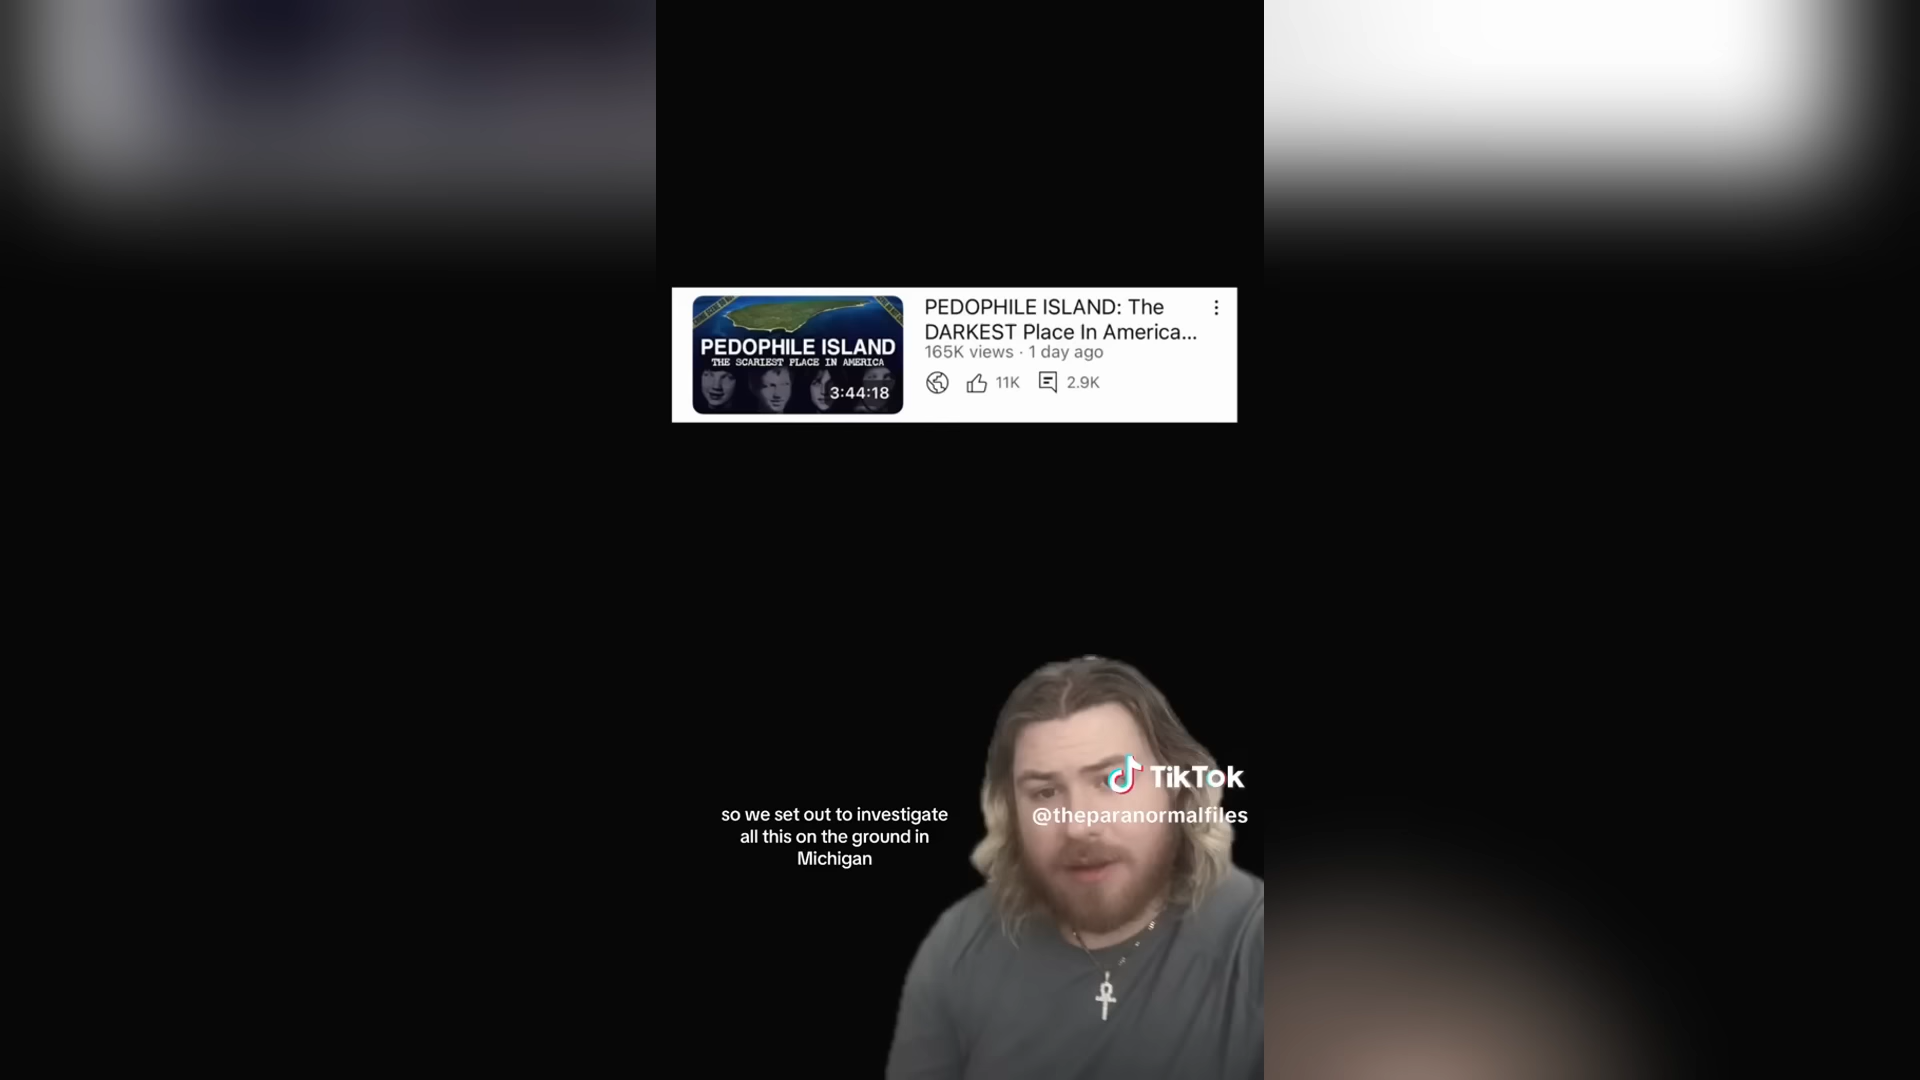 PEDOPHILE ISLAND
THE SCARIEST PLACE IN AMERICA
3:44:18
PEDOPHILE ISLAND: The
DARKEST Place In America...
165K views · 1 day ago
11K
2.9K
TikTok
@theparanormalfiles
so we set out to investigate
all this on the ground in
Michigan